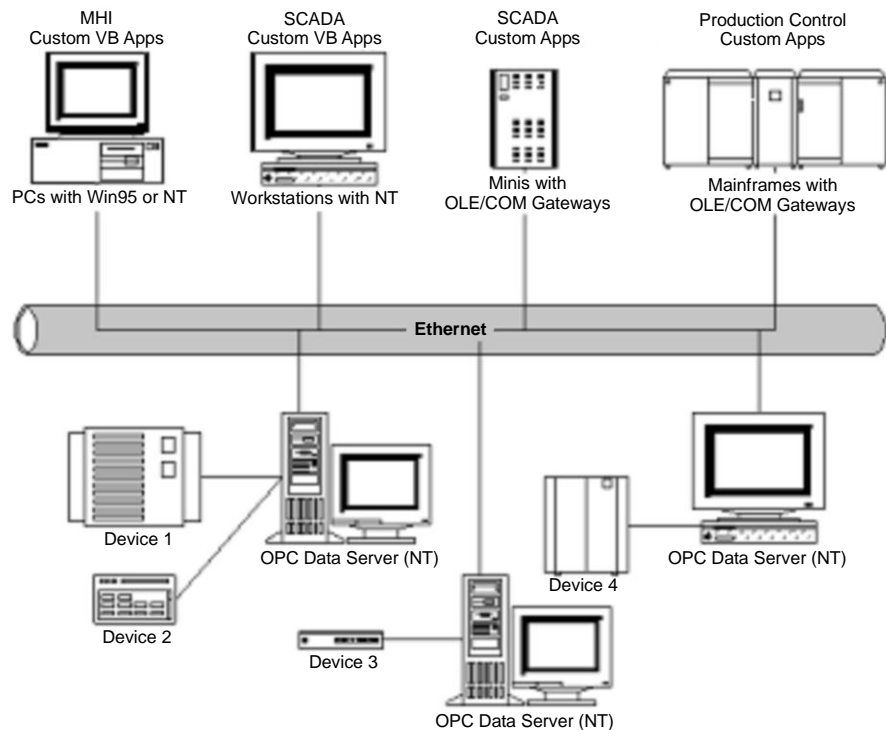 MHI
Custom VB Apps
SCADA
Custom VB Apps
SCADA
Custom Apps
Production Control
Custom Apps
PCs with Win95 or NT
Workstations with NT
Minis with
OLE/COM Gateways
Mainframes with
OLE/COM Gateways
Ethernet
Device 1
OPC Data Server (NT)
Device 2
Device 3
OPC Data Server (NT)
Device 4
OPC Data Server (NT)